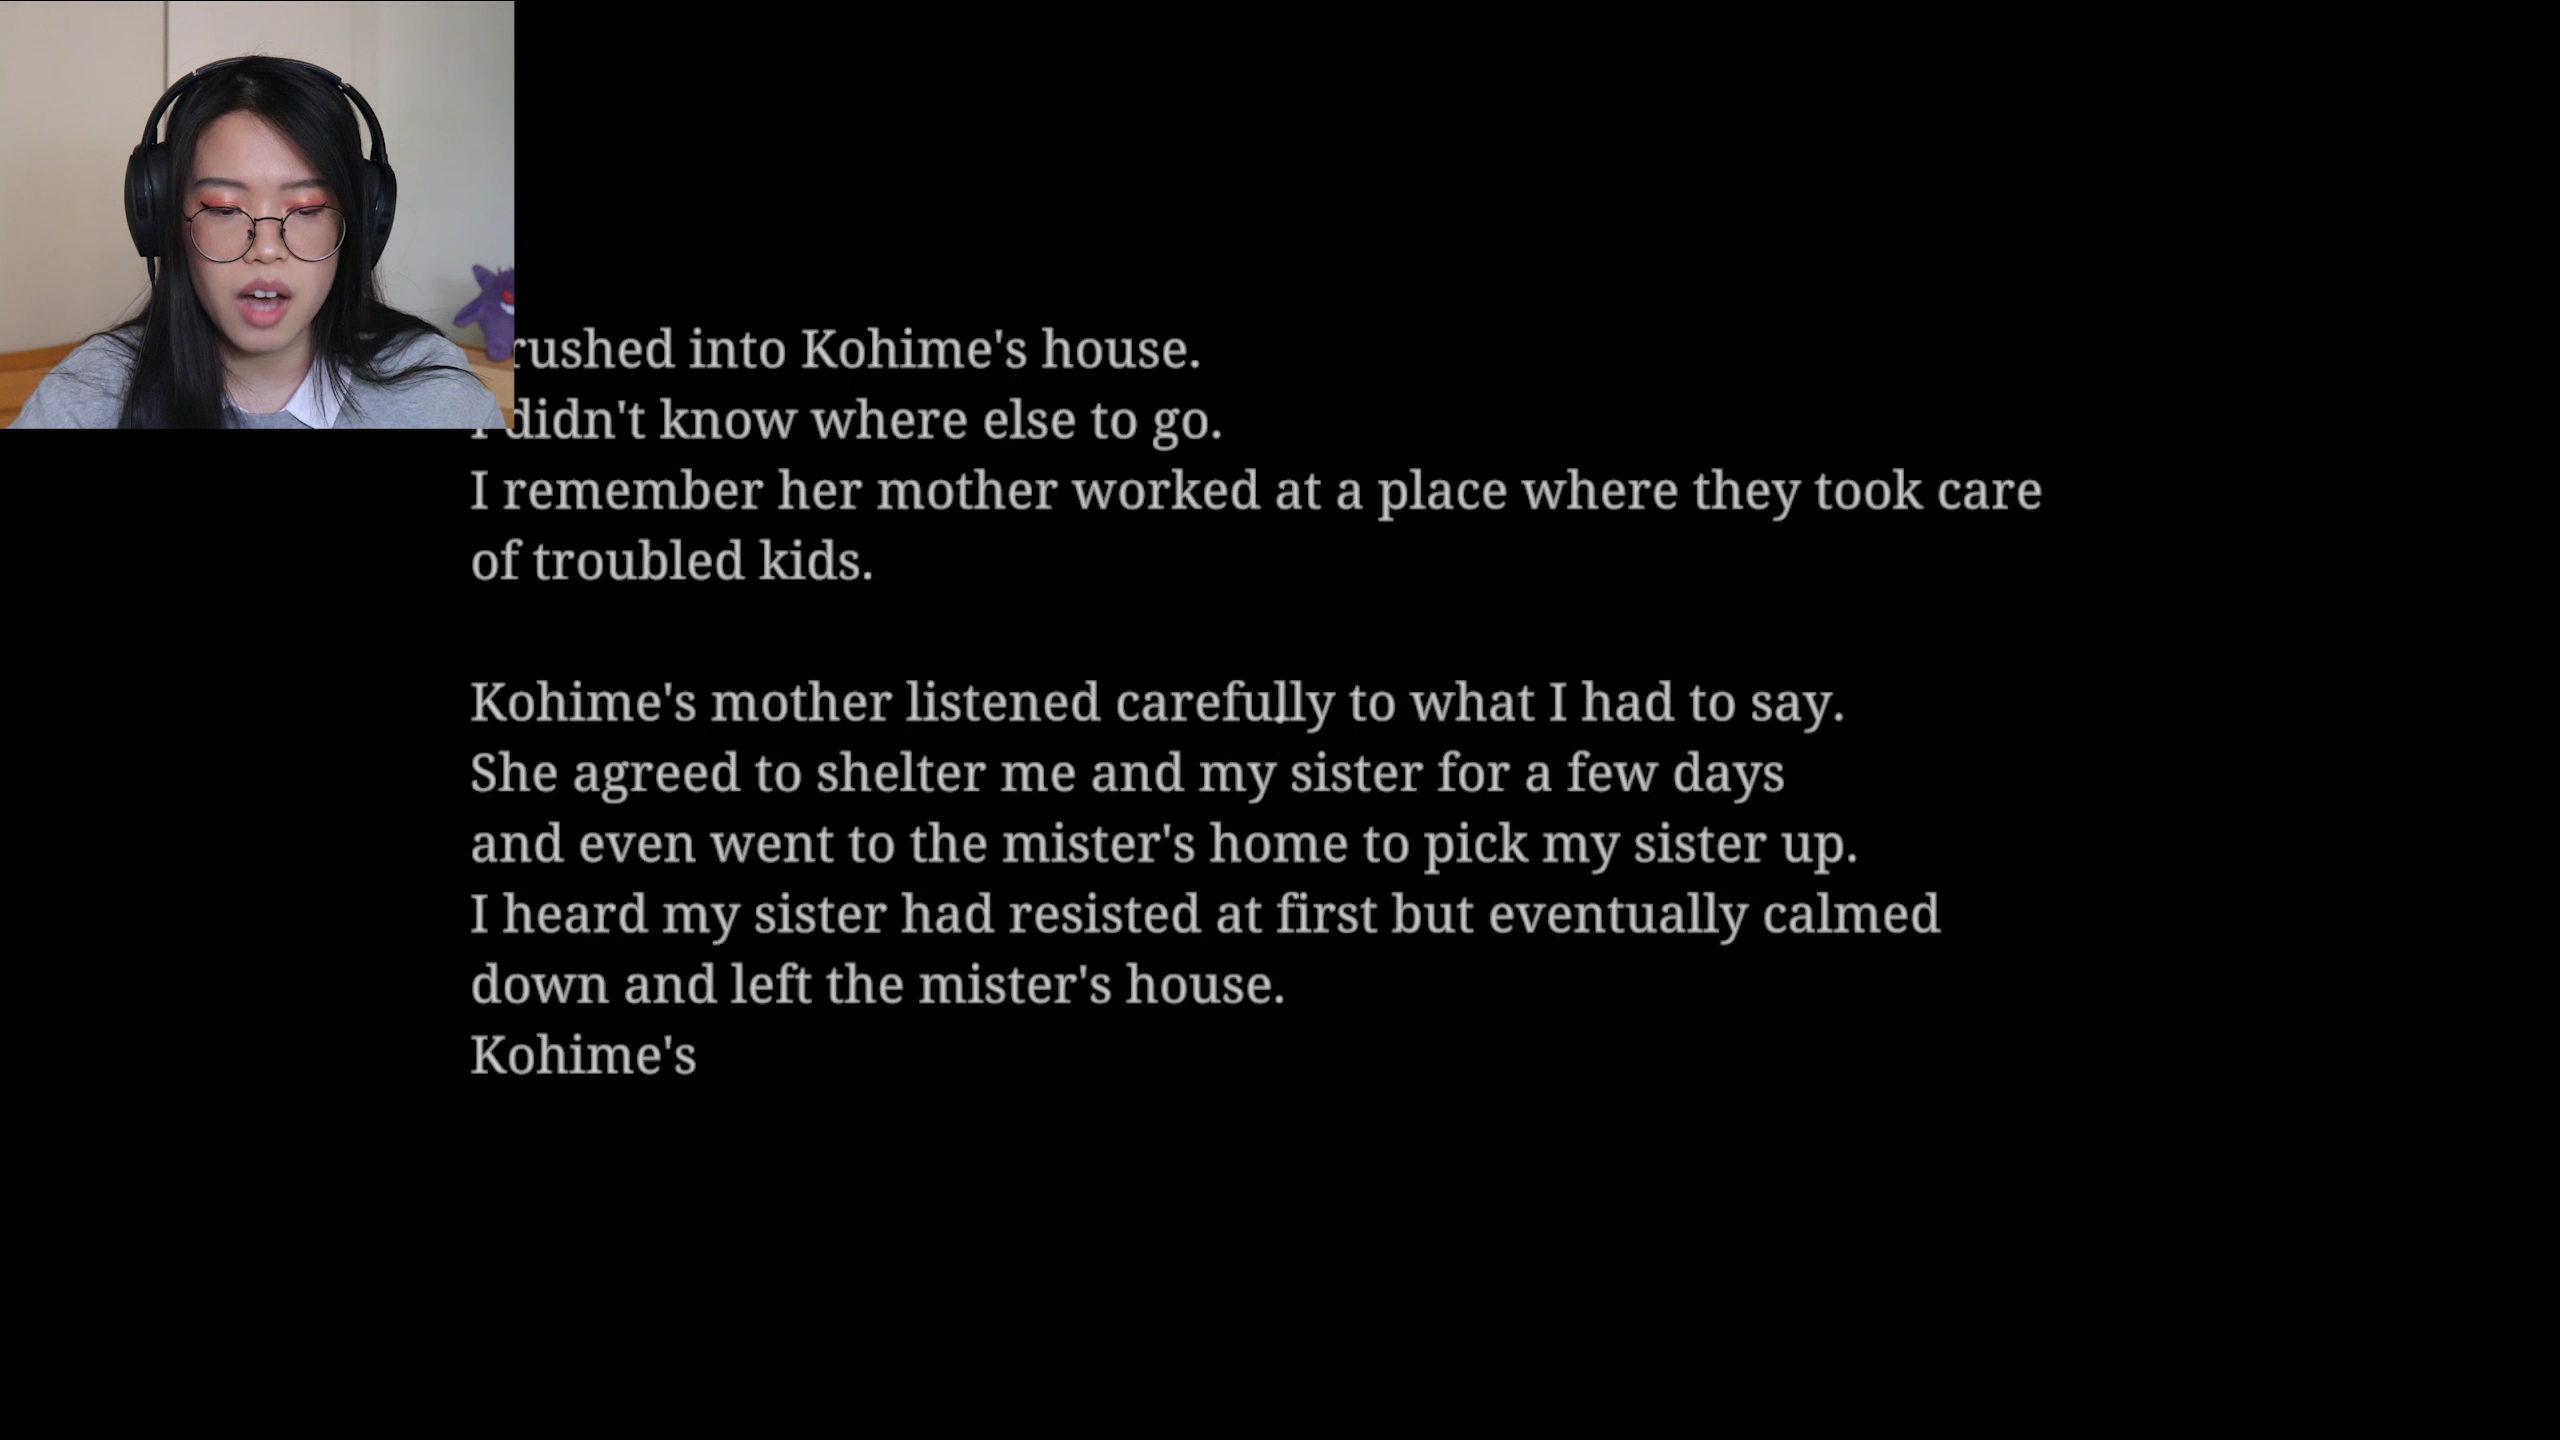 rushed into Kohime's house.
I didn't know where else to go.
I remember her mother worked at a place where they took care
of troubled kids.
Kohime's mother listened carefully to what I had to say.
She agreed to shelter me and my sister for a few days
and even went to the mister's home to pick my sister up.
I heard my sister had resisted at first but eventually calmed
down and left the mister's house.
Kohime's